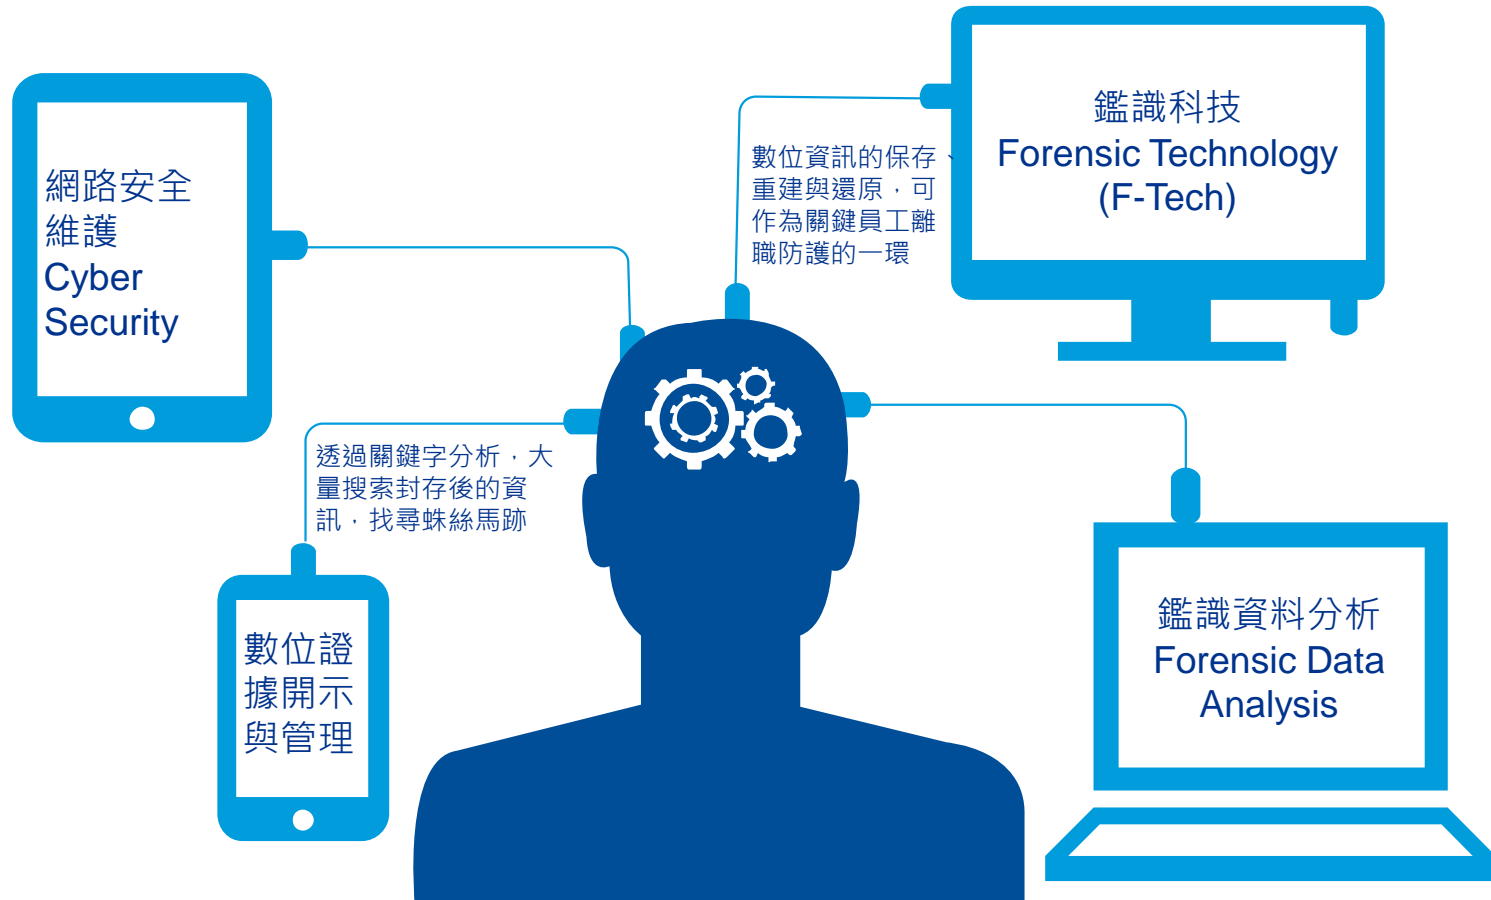 網路安全
維護
Cyber
Security
數位資訊的保存、
重建與還原，可
作為關鍵員工離
職防護的一環
鑑識科技
Forensic Technology
(F-Tech)
透過關鍵字分析，大
量搜索封存後的資
訊，找尋蛛絲馬跡
數位證
據開示
與管理
鑑識資料分析
Forensic Data
Analysis